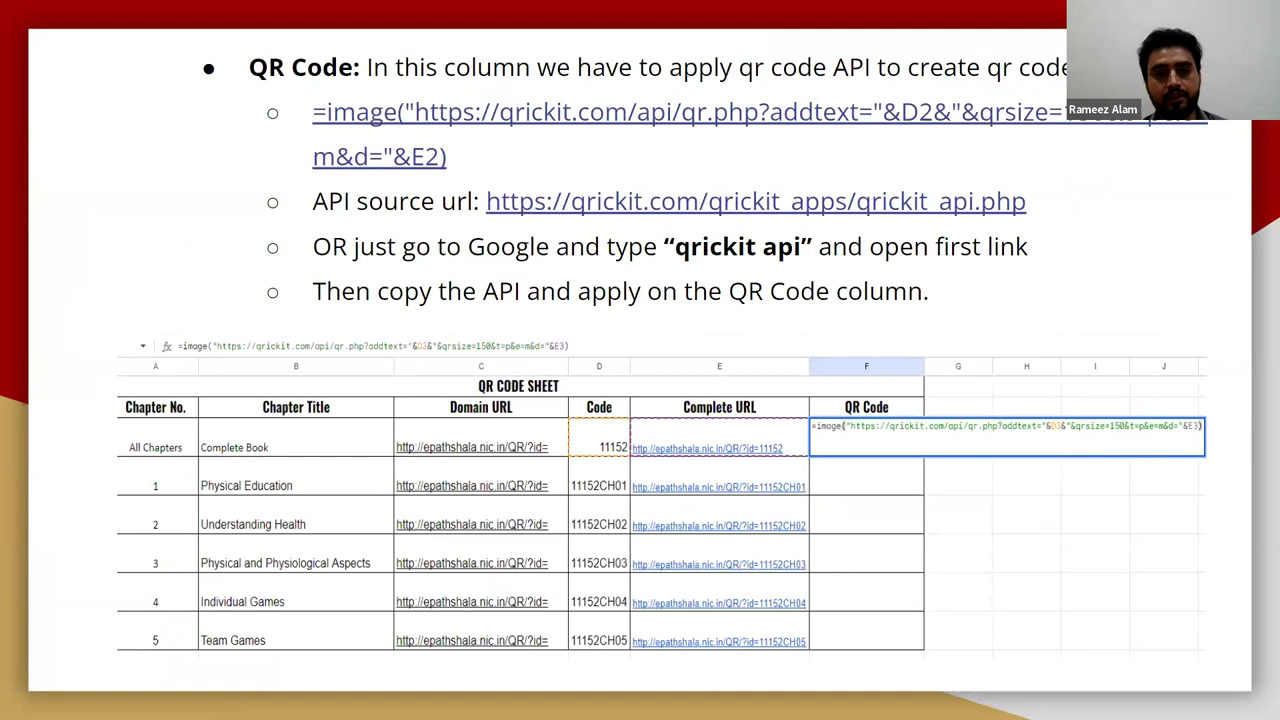 ● QR Code: In this column we have to apply qr code API to create qr code
Rameez Alam
○ =image("https://qrickit.com/api/qr.php?addtext="&D2&"&qrsize=
m&d="&E2)
○ API source url: https://qrickit.com/qrickit_apps/qrickit_api.php
○ OR just go to Google and type “qrickit api” and open first link
○ Then copy the API and apply on the QR Code column.
fx =image("https://qrickit.com/api/qr.php?addtext="&D3&"&qrsize=150&t=p&e=m&d="&E3)
A B C D E F G H I J
QR CODE SHEET
Chapter No. Chapter Title Domain URL Code Complete URL QR Code
=image("https://qrickit.com/api/qr.php?addtext="&D3&"&qrsize=150&t=p&e=m&d="&E3)
All Chapters Complete Book http://epathshala.nic.in/QR/?id= 11152 http://epathshala.nic.in/QR/?id=11152
1 Physical Education http://epathshala.nic.in/QR/?id= 11152CH01 http://epathshala.nic.in/QR/?id=11152CH01
2 Understanding Health http://epathshala.nic.in/QR/?id= 11152CH02 http://epathshala.nic.in/QR/?id=11152CH02
3 Physical and Physiological Aspects http://epathshala.nic.in/QR/?id= 11152CH03 http://epathshala.nic.in/QR/?id=11152CH03
4 Individual Games http://epathshala.nic.in/QR/?id= 11152CH04 http://epathshala.nic.in/QR/?id=11152CH04
5 Team Games http://epathshala.nic.in/QR/?id= 11152CH05 http://epathshala.nic.in/QR/?id=11152CH05